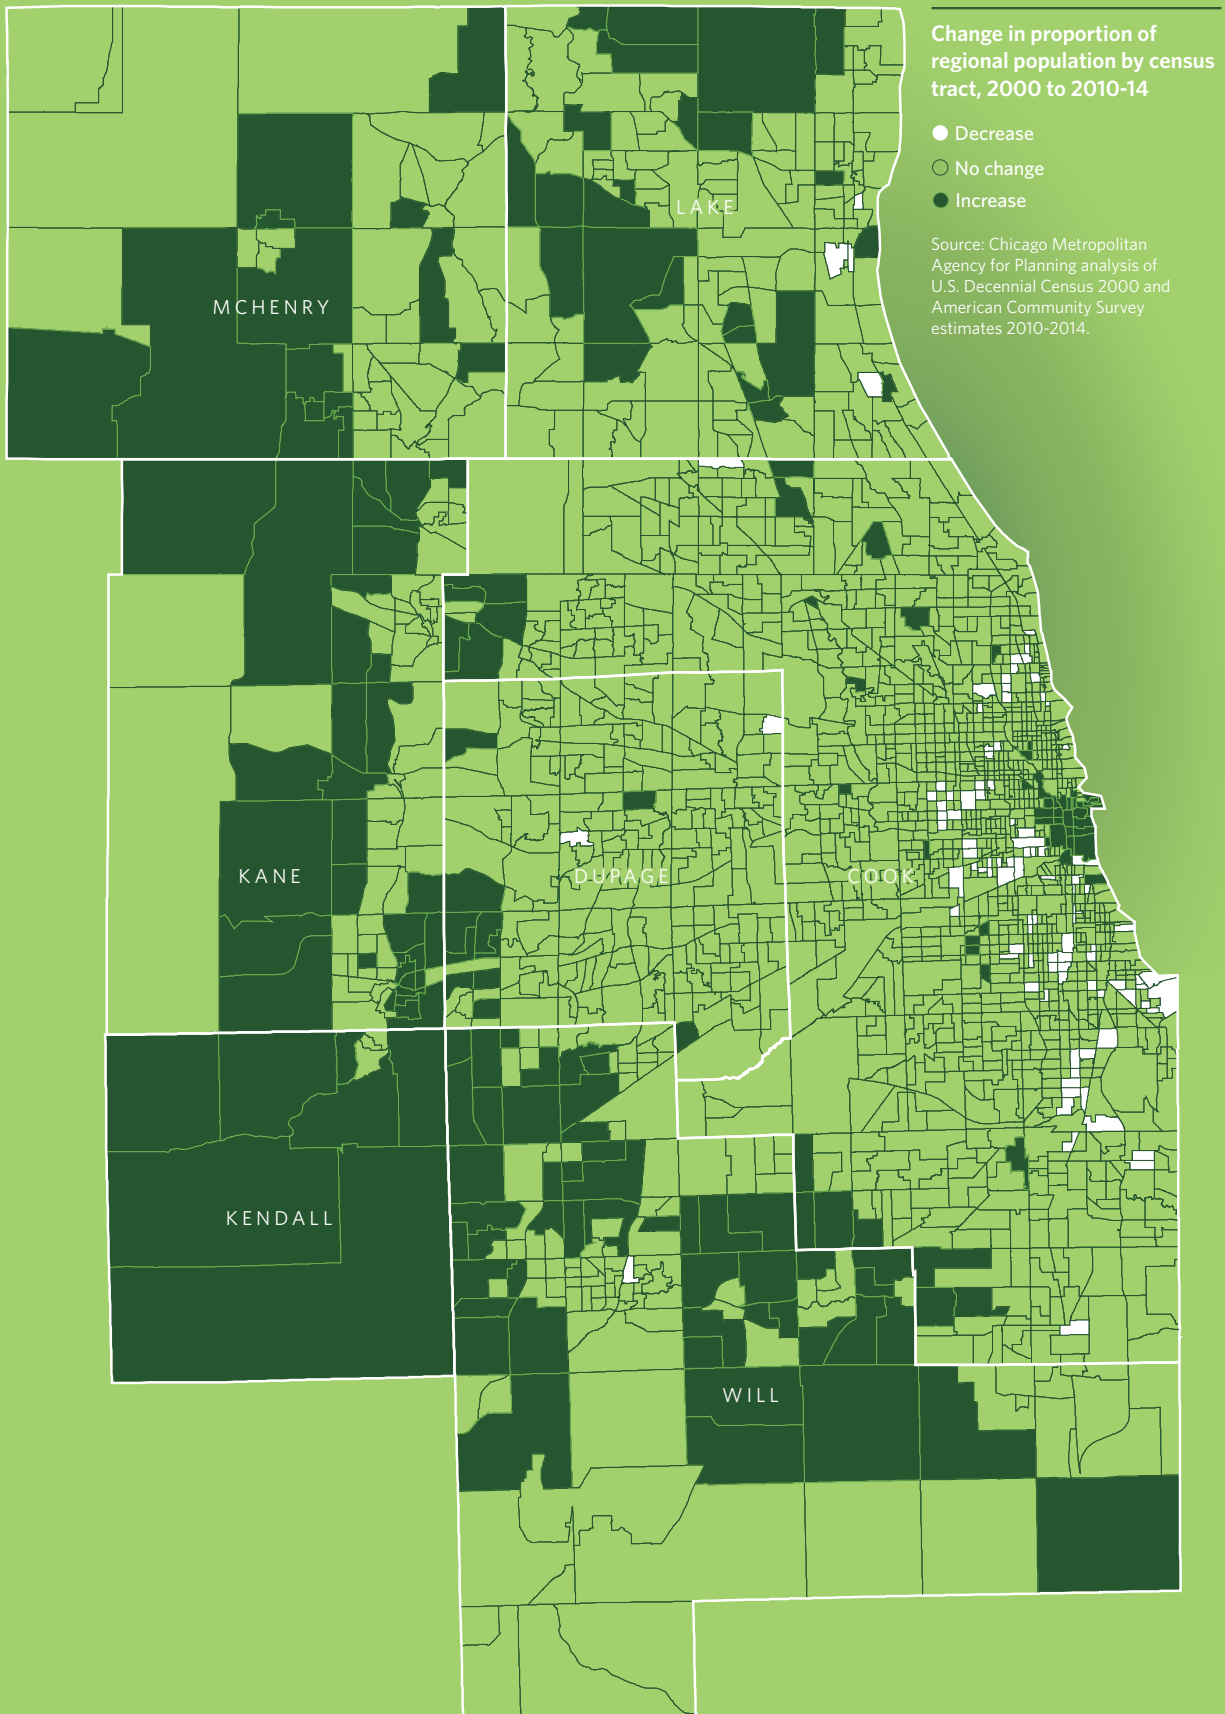 Change in proportion of
regional population by census
tract, 2000 to 2010-14
Decrease
No change
Increase
Source: Chicago Metropolitan
Agency for Planning analysis of
U.S. Decennial Census 2000 and
American Community Survey
estimates 2010-2014.
LAKE
MCHENRY
KANE
DUPAGE
COOK
KENDALL
WILL